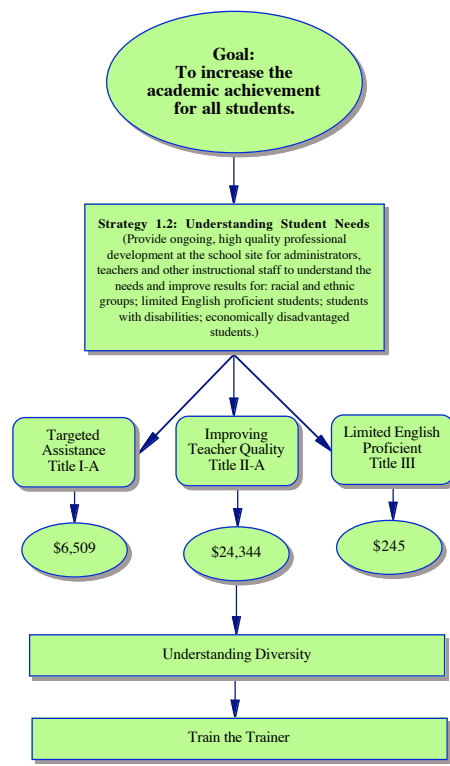 Goal:
To increase the
academic achievement
for all students.
Strategy 1.2: Understanding Student Needs
(Provide ongoing, high quality professional
development at the school site for administrators,
teachers and other instructional staff to understand the
needs and improve results for: racial and ethnic
groups; limited English proficient students; students
with disabilities; economically disadvantaged
students.)
Targeted
Assistance
Title I-A
Improving
Teacher Quality
Title II-A
Limited English
Proficient
Title III
$6,509
$24,344
$245
Understanding Diversity
Train the Trainer